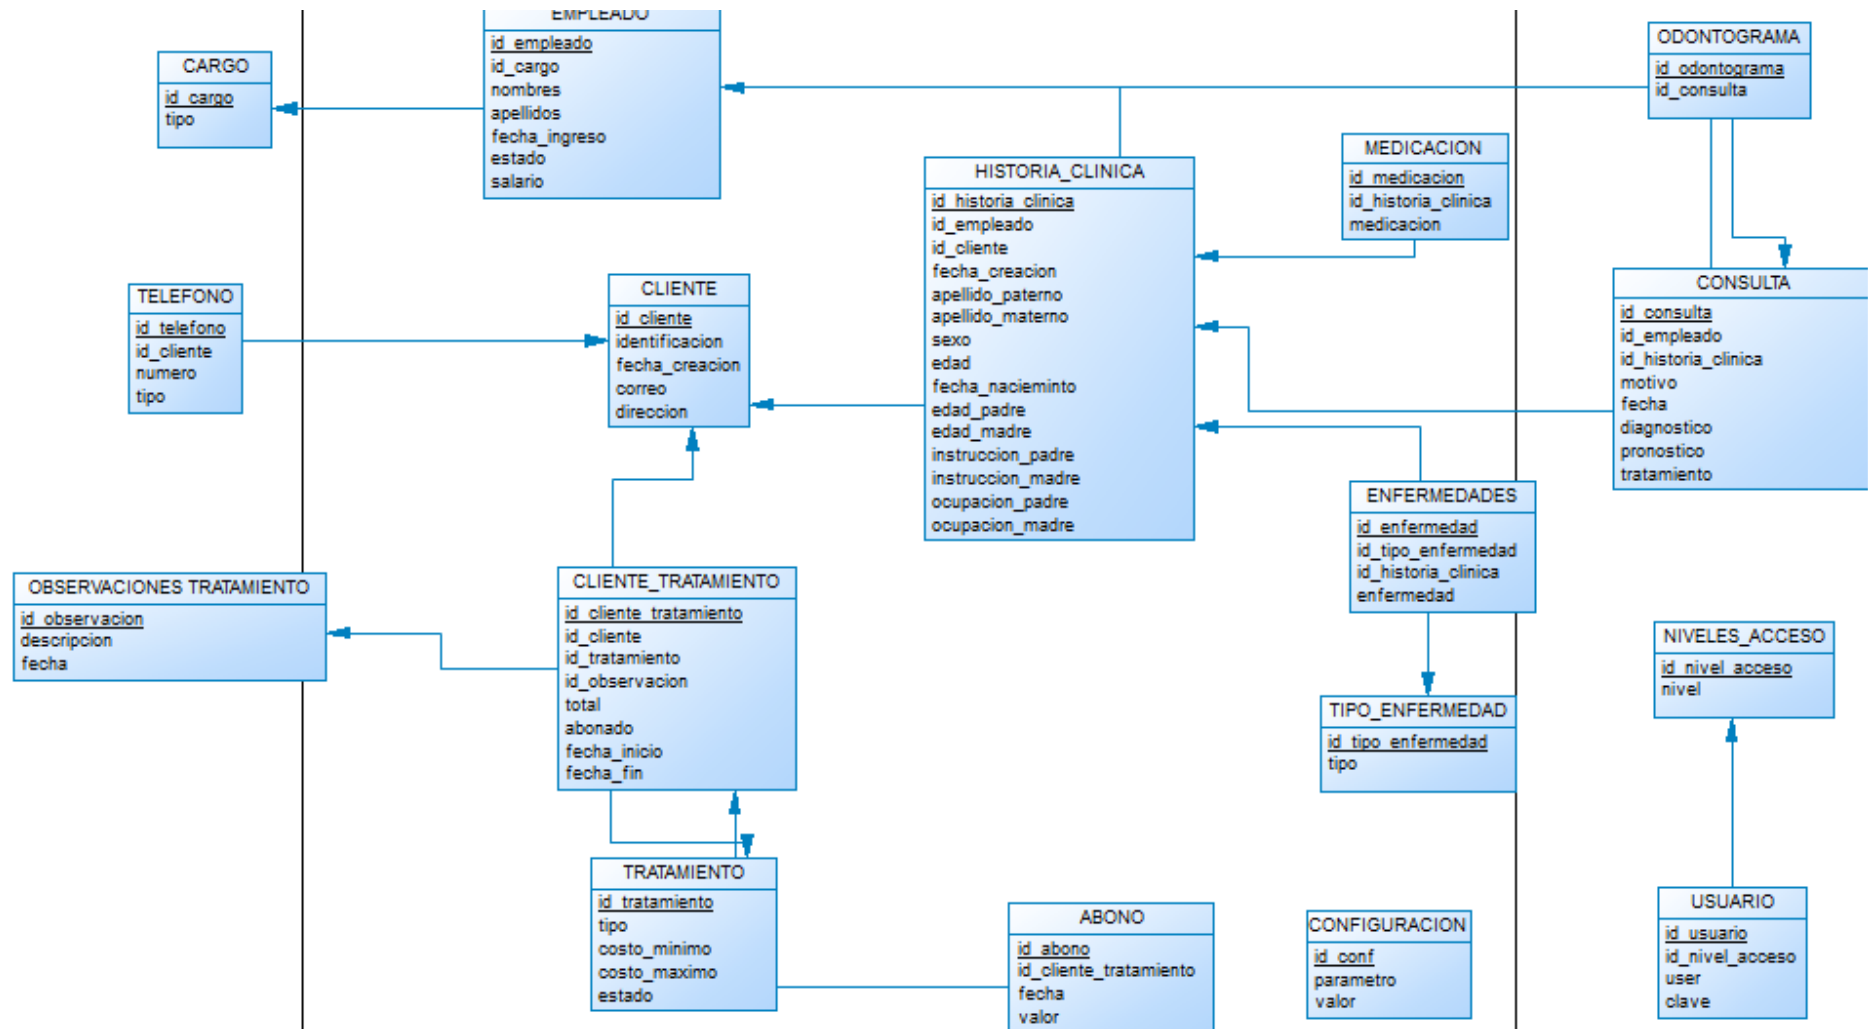 EMPLEADO
id_empleado
id_cargo
nombres
apellidos
fecha_ingreso
estado
salario
CARGO
id_cargo
tipo
ODONTOGRAMA
id_odontograma
id_consulta
MEDICACION
id_medicacion
id_historia_clinica
medicacion
HISTORIA_CLINICA
id_historia_clinica
id_empleado
id_cliente
fecha_creacion
apellido_paterno
apellido_materno
sexo
edad
fecha_nacieminto
edad_padre
edad_madre
instruccion_padre
instruccion_madre
ocupacion_padre
ocupacion_madre
TELEFONO
id_telefono
id_cliente
numero
tipo
CLIENTE
id_cliente
identificacion
fecha_creacion
correo
direccion
CONSULTA
id_consulta
id_empleado
id_historia_clinica
motivo
fecha
diagnostico
pronostico
tratamiento
ENFERMEDADES
id_enfermedad
id_tipo_enfermedad
id_historia_clinica
enfermedad
OBSERVACIONES TRATAMIENTO
id_observacion
descripcion
fecha
CLIENTE_TRATAMIENTO
id_cliente_tratamiento
id_cliente
id_tratamiento
id_observacion
total
abonado
fecha_inicio
fecha_fin
NIVELES_ACCESO
id_nivel_acceso
nivel
TIPO_ENFERMEDAD
id_tipo_enfermedad
tipo
TRATAMIENTO
id_tratamiento
tipo
costo_minimo
costo_maximo
estado
ABONO
id_abono
id_cliente_tratamiento
fecha
valor
CONFIGURACION
id_conf
parametro
valor
USUARIO
id_usuario
id_nivel_acceso
user
clave